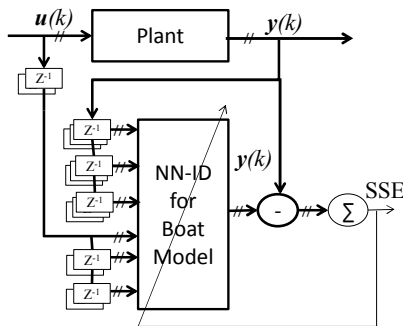 u(k)
y(k)
Plant
Z-1
Z-1
Z-1
Z-1
Z-1
Z-1
NN-ID
for
Boat
Model
y(k)
-
Σ
SSE